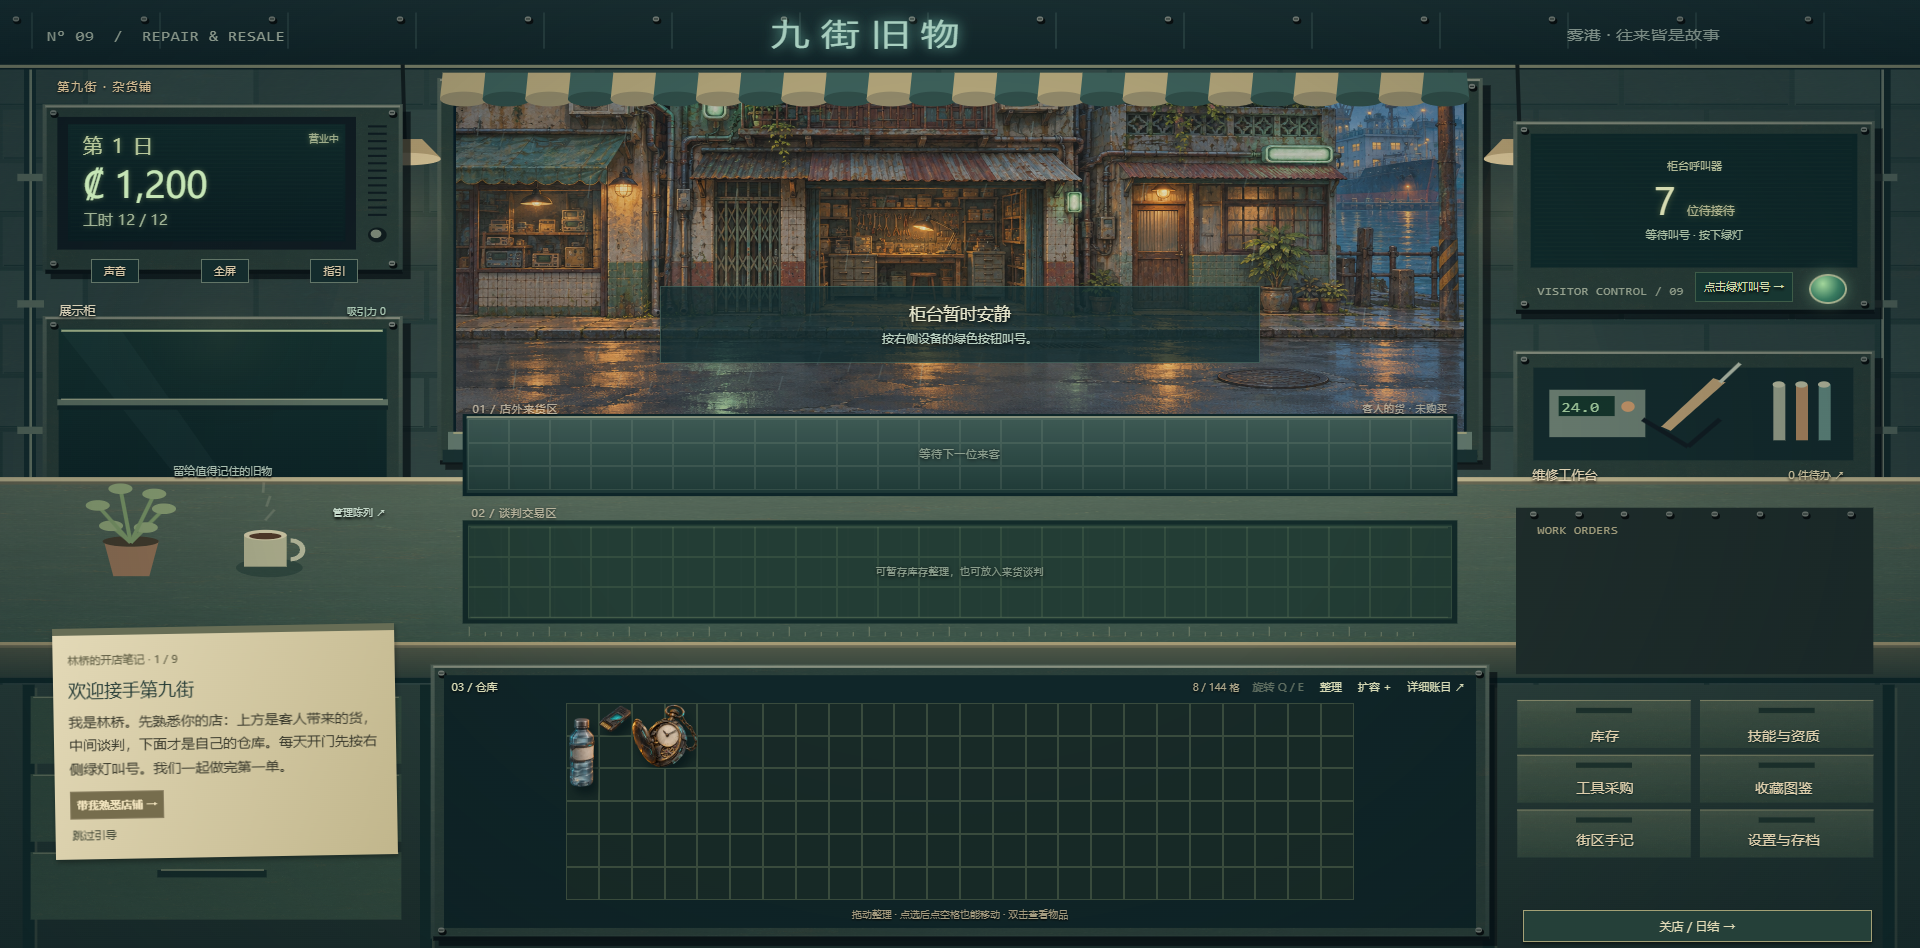 Nº 09 / REPAIR & RESALE
九街旧物
雾港 · 往来皆是故事
第九街 · 杂货铺
第 1 日
营业中
₡ 1,200
工时 12 / 12
声音
全屏
指引
展示柜
吸引力 0
留给值得记住的旧物
管理陈列 ↗
林桥的开店笔记 · 1 / 9
欢迎接手第九街
我是林桥。先熟悉你的店：上方是客人带来的货，
中间谈判，下面才是自己的仓库。每天开门先按右
侧绿灯叫号。我们一起做完第一单。
带我熟悉店铺 →
跳过引导
柜台暂时安静
按右侧设备的绿色按钮叫号。
01 / 店外来货区
客人的货 · 未购买
等待下一位来客
02 / 谈判交易区
可暂存库存整理，也可放入来货谈判
03 / 仓库
8 / 144 格
旋转 Q / E
整理
扩容 +
详细账目 ↗
拖动整理 · 点选后点空格也能移动 · 双击查看物品
柜台呼叫器
7 位待接待
等待叫号 · 按下绿灯
VISITOR CONTROL / 09
点击绿灯叫号 →
24.0
维修工作台
0 件待办 ↗
WORK ORDERS
库存
技能与资质
工具采购
收藏图鉴
街区手记
设置与存档
关店 / 日结 →